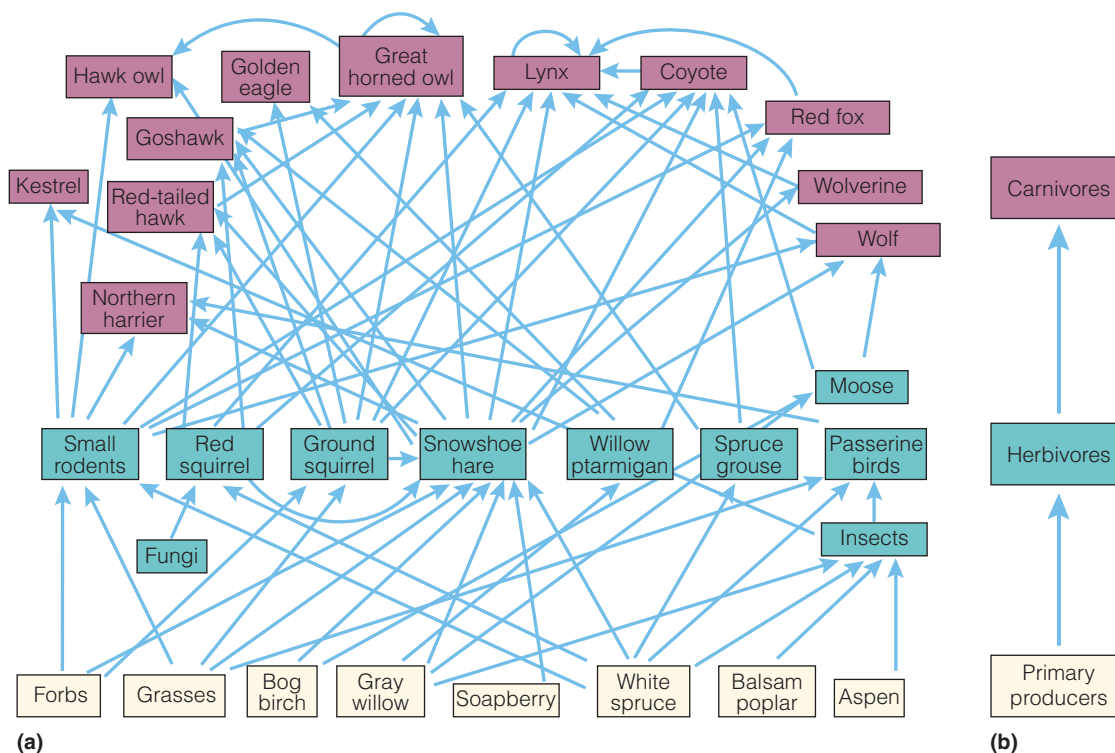 Hawk owl
Golden
eagle
Great
horned owl
Lynx
Coyote
Red fox
Goshawk
Kestrel
Red-tailed
hawk
Wolverine
Wolf
Northern
harrier
Moose
Small
rodents
Red
squirrel
Ground
squirrel
Snowshoe
hare
Willow
ptarmigan
Spruce
grouse
Passerine
birds
Fungi
Insects
Forbs
Grasses
Bog
birch
Gray
willow
Soapberry
White
spruce
Balsam
poplar
Aspen
(a)
Carnivores
Herbivores
Primary
producers
(b)